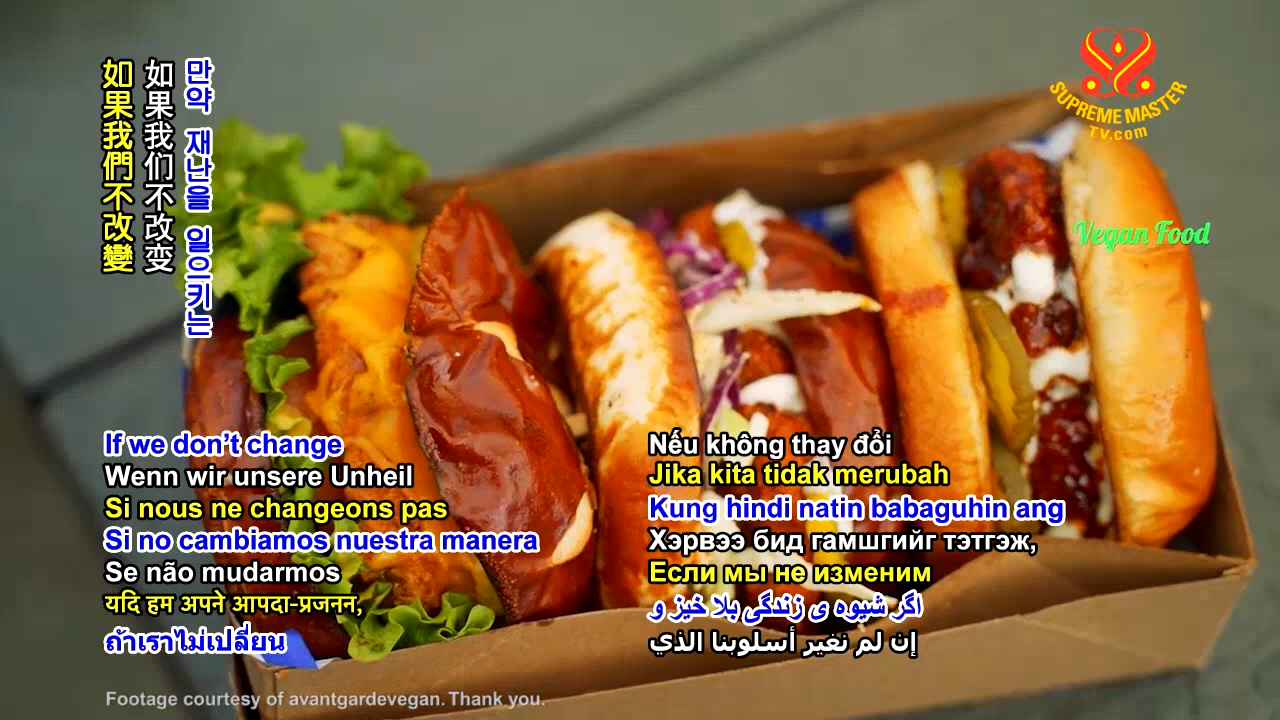 如果我們不改變
如果我们不改变
만약 재난을 일으키는
SUPREME MASTER
TV.com
Vegan Food
If we don't change
Wenn wir unsere Unheil
Si nous ne changeons pas
Si no cambiamos nuestra manera
Se não mudarmos
यदि हम अपने आपदा-प्रजनन,
ถ้าเราไม่เปลี่ยน
Nếu không thay đổi
Jika kita tidak merubah
Kung hindi natin babaguhin ang
Хэрвээ бид гамшгийг тэтгэж,
Если мы не изменим
اگر شیوه ی زندگی بلا خیز و
إن لم نغير أسلوبنا الذي
Footage courtesy of avantgardevegan. Thank you.